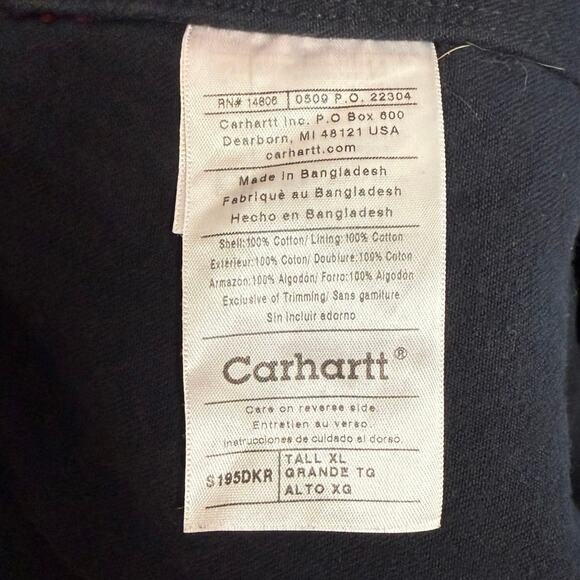 RN# 14806 0509 P.O. 22304
Carhartt Inc. P.O Box 600
Dearborn, MI 48121 USA
carhartt.com
Made in Bangladesh
Fabriquè au Bangladesh
Hecho en Bangladesh
Shell:100% Cotton/ Lining:100% Cotton
Extérieur:100% Coton/ Doublure:100% Coton
Armazon:100% Algodón/ Forro:100% Algodón
Exclusive of Trimming/ Sans garniture
Sin incluir adorno
Carhartt®
Care on reverse side.
Entretien au verso.
Instrucciones de cuidado al dorso.
S195DKR TALL XL
GRANDE TG
ALTO XG